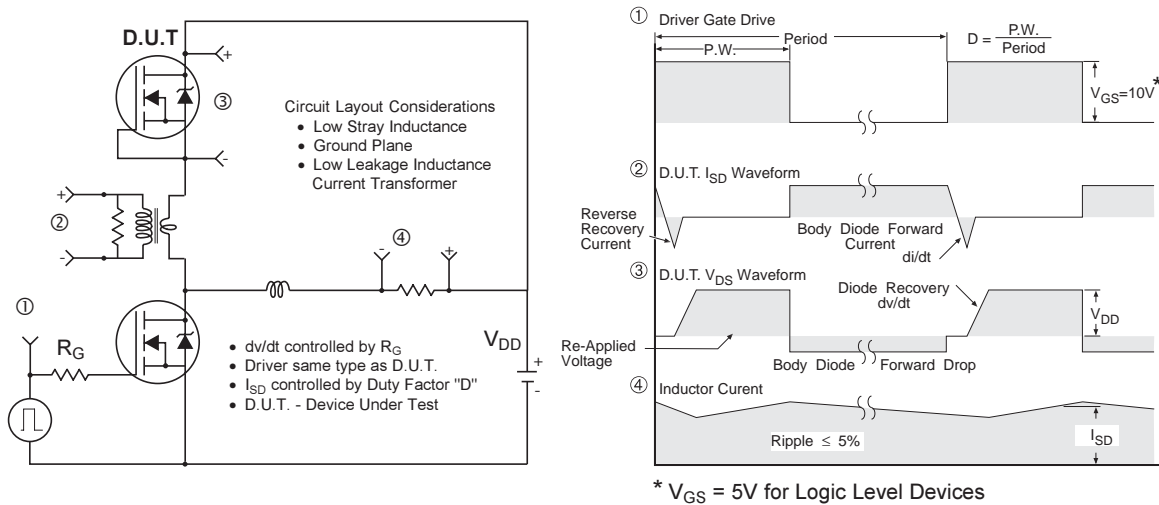 D.U.T
+
③
-
Circuit Layout Considerations
• Low Stray Inductance
• Ground Plane
• Low Leakage Inductance
Current Transformer
+
②
-
④
-
+
①
RG
VDD
+
-
• dv/dt controlled by RG
• Driver same type as D.U.T.
• ISD controlled by Duty Factor "D"
• D.U.T. - Device Under Test
① Driver Gate Drive
P.W.
Period
D = P.W.
Period
VGS=10V*
② D.U.T. ISD Waveform
Reverse
Recovery
Current
Body Diode Forward
Current
di/dt
③ D.U.T. VDS Waveform
Diode Recovery
dv/dt
VDD
Re-Applied
Voltage
Body Diode Forward Drop
④ Inductor Curent
Ripple ≤ 5%
ISD
* VGS = 5V for Logic Level Devices